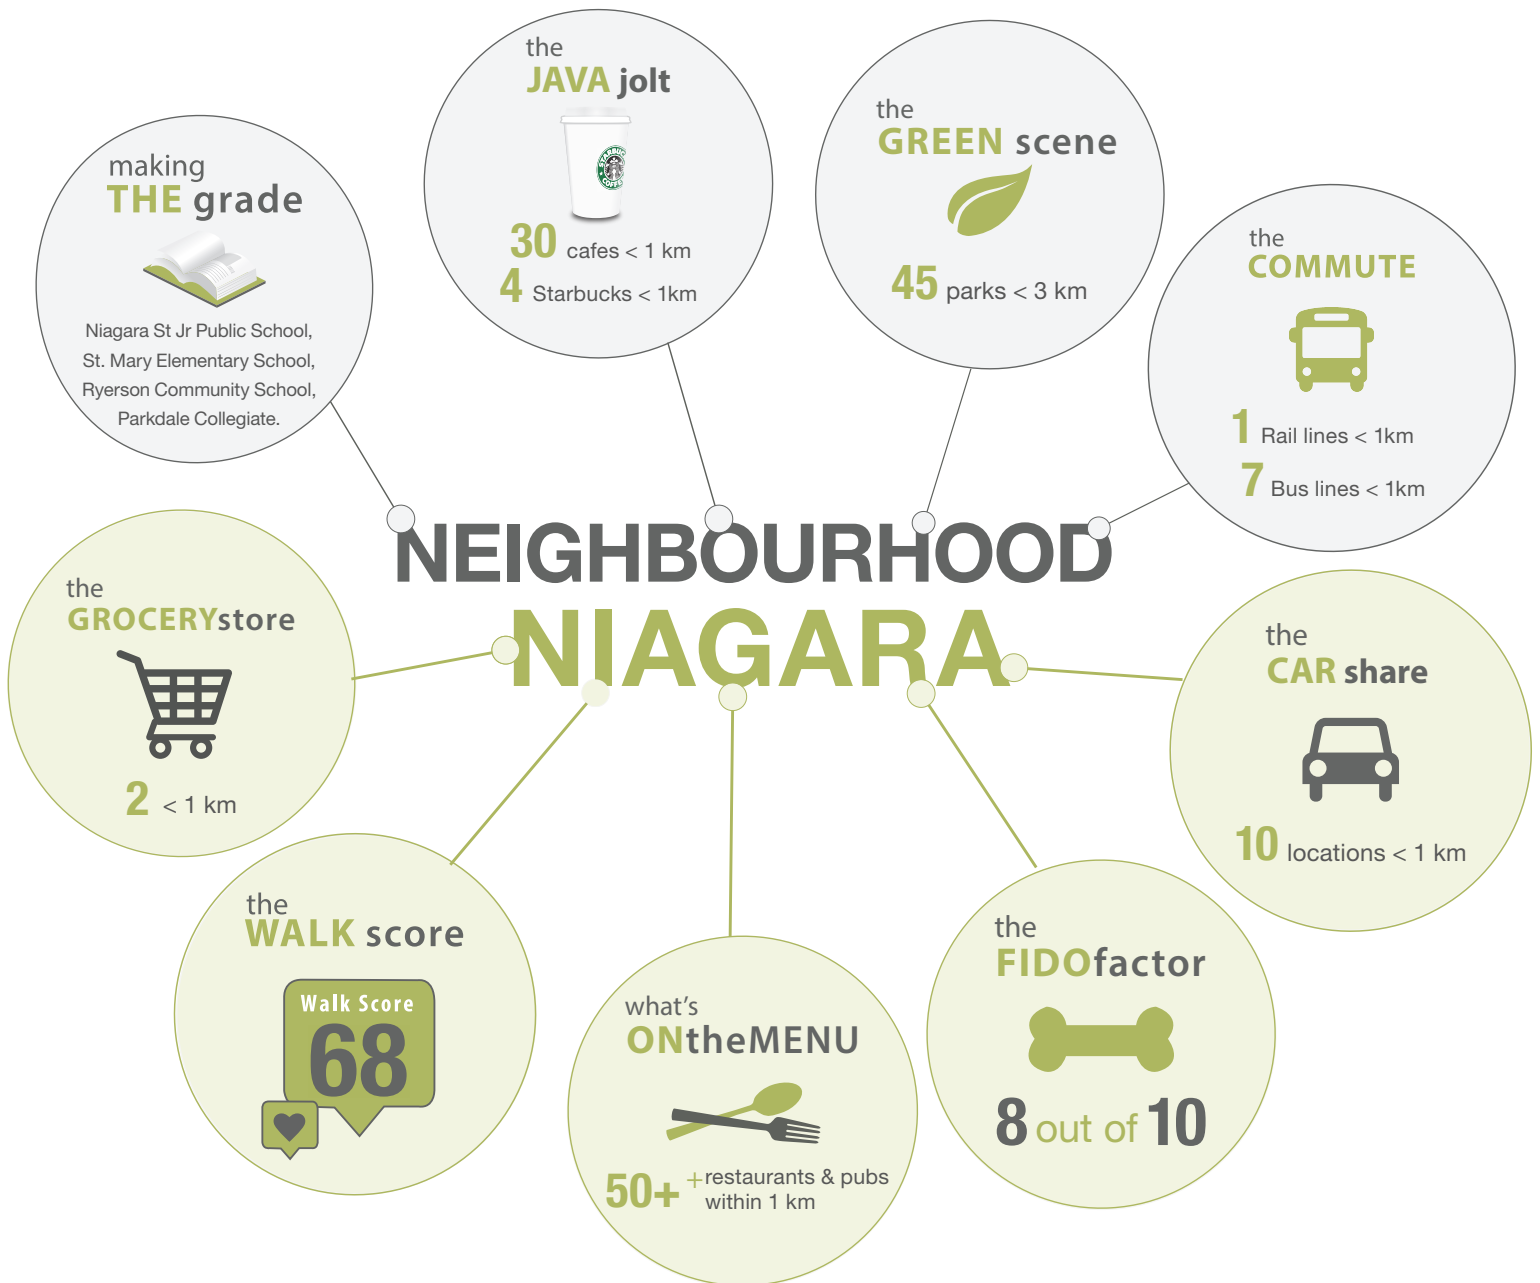 the
JAVA jolt
30 cafes < 1 km
4 Starbucks < 1km
the
GREEN scene
45 parks < 3 km
making
THE grade
Niagara St Jr Public School,
St. Mary Elementary School,
Ryerson Community School,
Parkdale Collegiate.
the
COMMUTE
1 Rail lines < 1km
7 Bus lines < 1km
NEIGHBOURHOOD
NIAGARA
the
GROCERYstore
2 < 1 km
the
CAR share
10 locations < 1 km
the
WALK score
Walk Score
68
what's
ONtheMENU
50+ +restaurants & pubs
within 1 km
the
FIDOfactor
8 out of 10